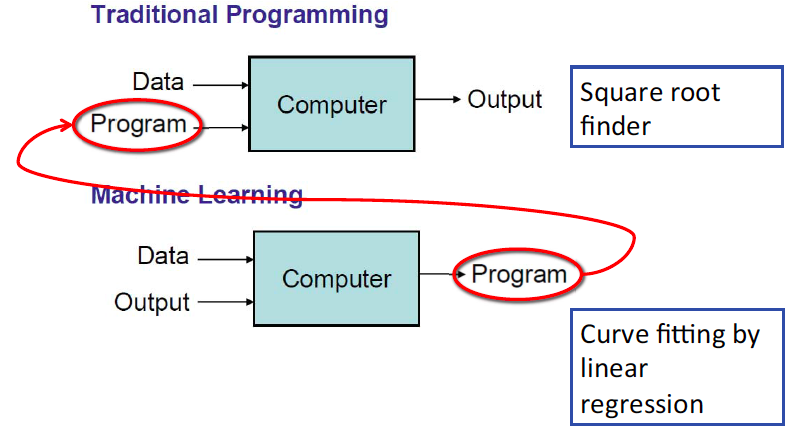 Traditional Programming
Data
Program
Computer
Output
Square root
finder
Machine Learning
Data
Output
Computer
Program
Curve fitting by
linear
regression